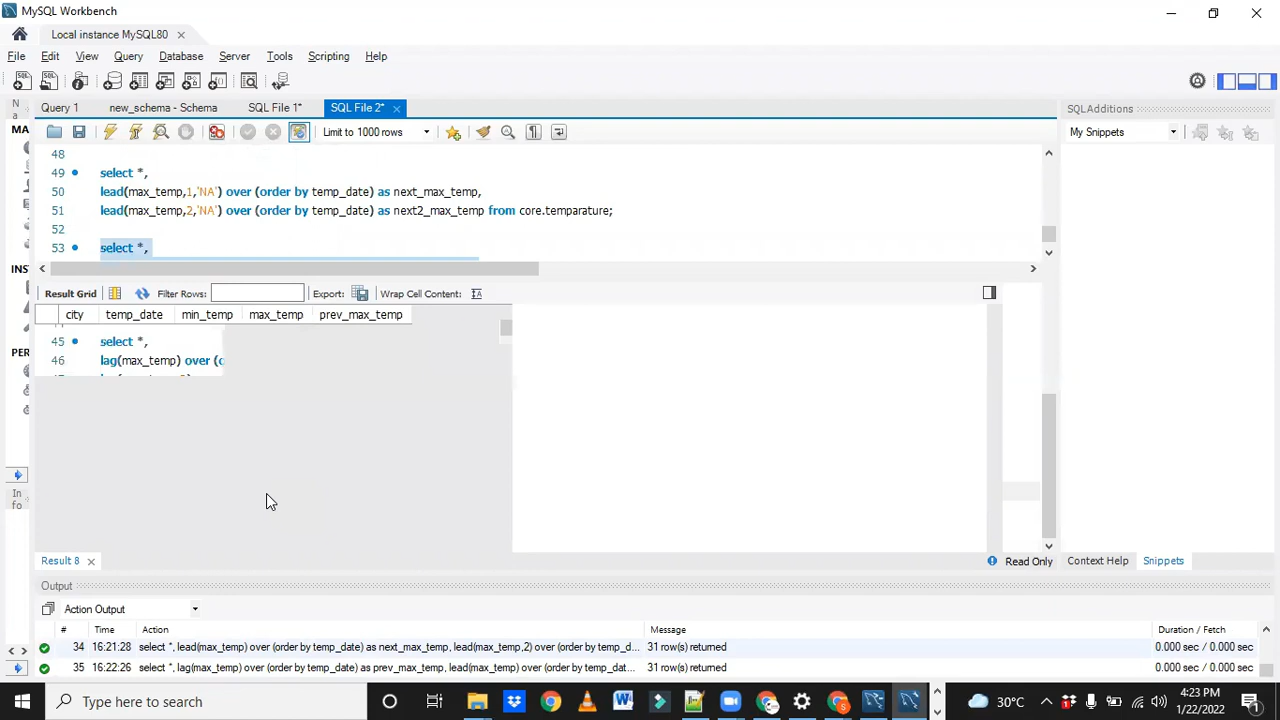 MySQL Workbench
Local instance MySQL80
File Edit View Query Database Server Tools Scripting Help
Query 1 new_schema - Schema SQL File 1* SQL File 2*
SQLAdditions
Limit to 1000 rows
My Snippets
48
49 select *,
50 lead(max_temp,1,'NA') over (order by temp_date) as next_max_temp,
51 lead(max_temp,2,'NA') over (order by temp_date) as next2_max_temp from core.temparature;
52
53 select *,
Result Grid Filter Rows: Export: Wrap Cell Content:
city temp_date min_temp max_temp prev_max_temp
45 select *,
46 lag(max_temp) over (
Result 8
Read Only
Context Help Snippets
Output
Action Output
# Time Action Message Duration / Fetch
34 16:21:28 select *, lead(max_temp) over (order by temp_date) as next_max_temp, lead(max_temp,2) over (order by temp_d... 31 row(s) returned 0.000 sec / 0.000 sec
35 16:22:26 select *, lag(max_temp) over (order by temp_date) as prev_max_temp, lead(max_temp) over (order by temp_dat... 31 row(s) returned 0.000 sec / 0.000 sec
Type here to search
30°C
4:23 PM
1/22/2022